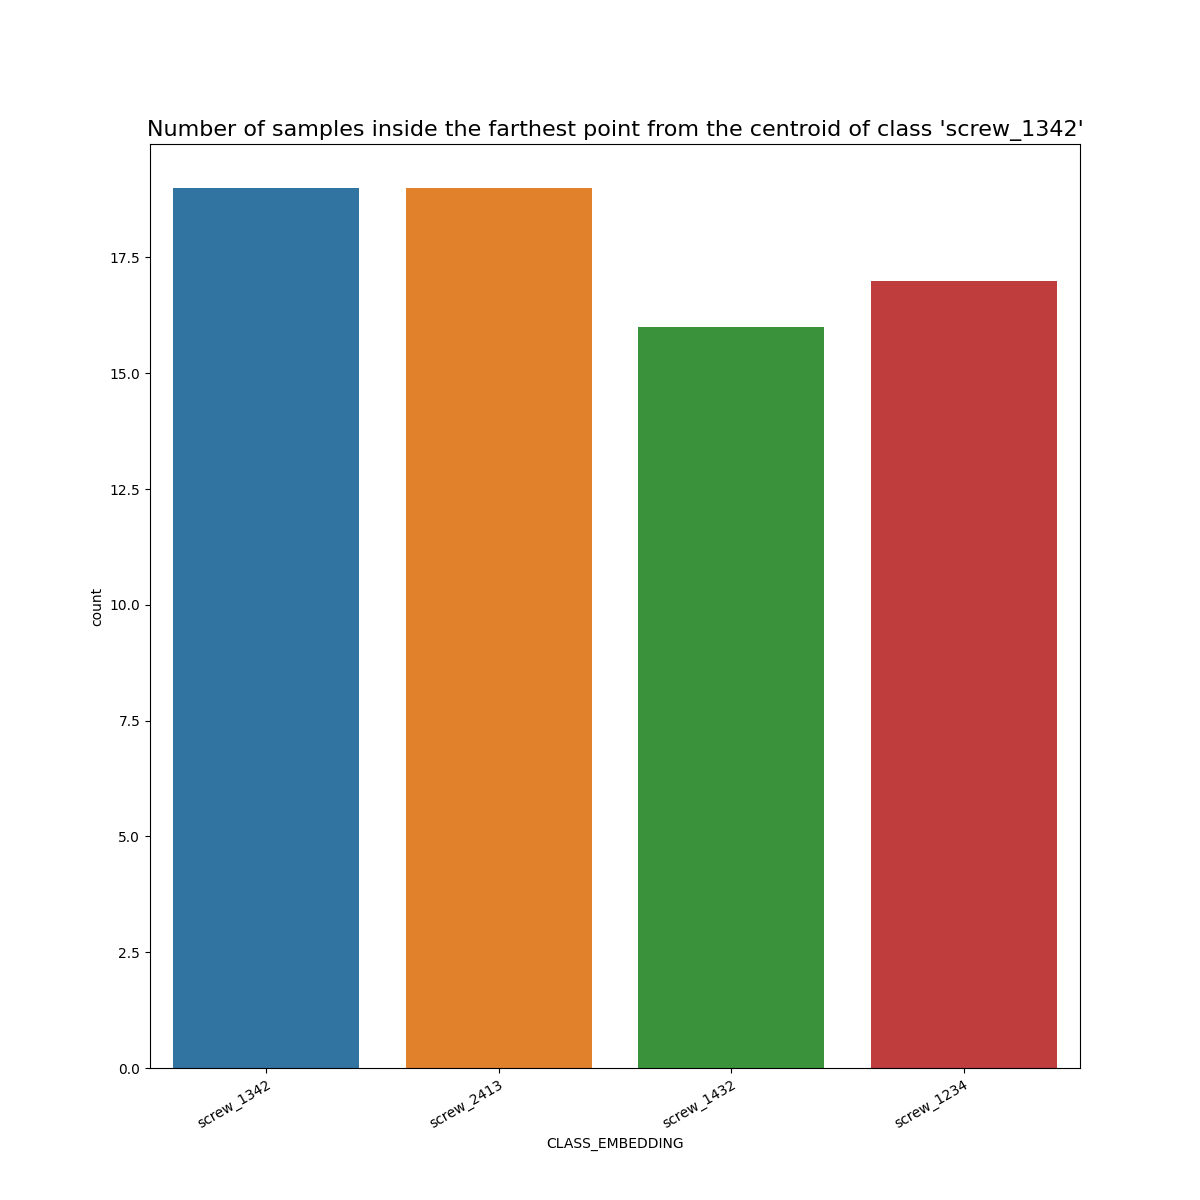 Number of samples inside the farthest point from the centroid of class 'screw_1342'
17.5
15.0
12.5
10.0
7.5
5.0
2.5
0.0
count
screw_1342
screw_2413
screw_1432
screw_1234
CLASS_EMBEDDING